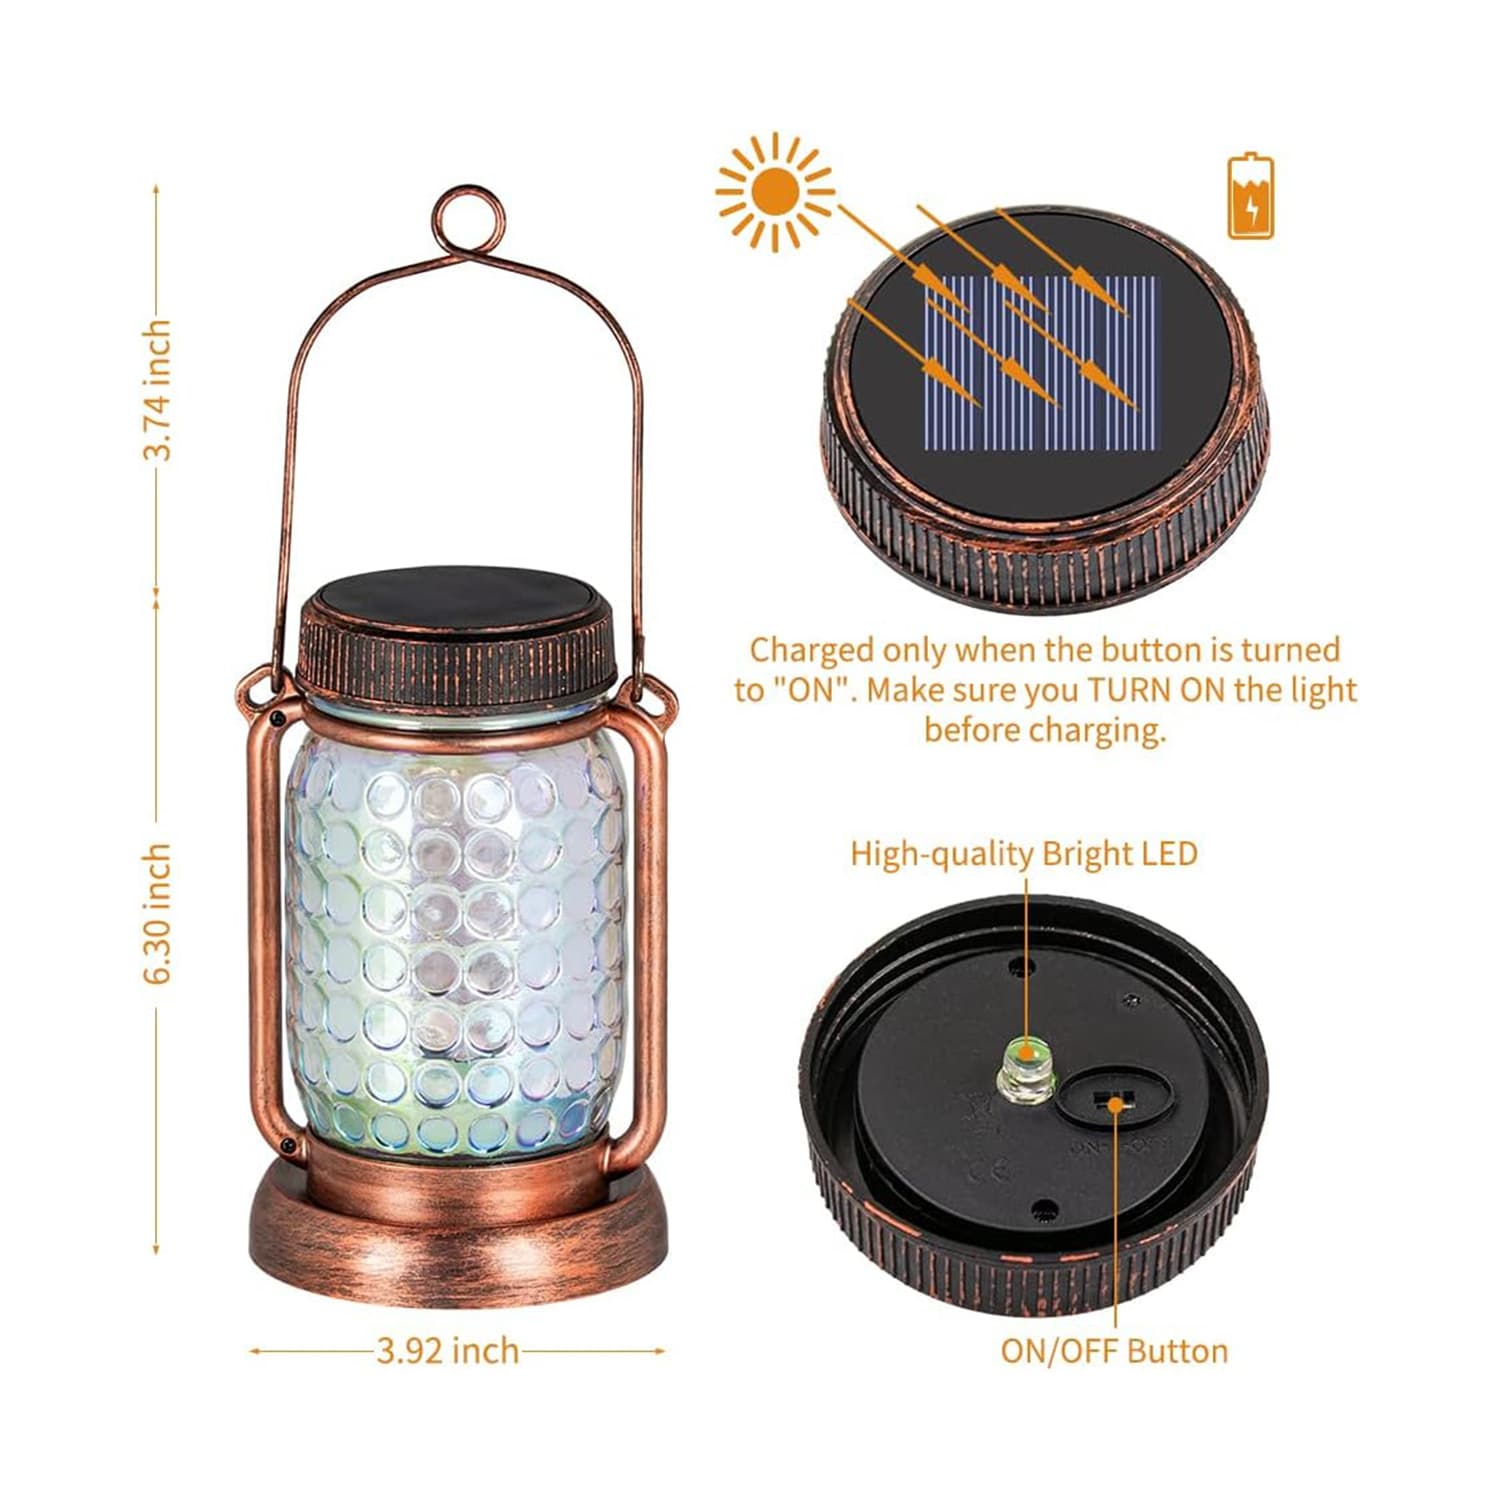 3.74 inch
6.30 inch
3.92 inch
Charged only when the button is turned
to "ON". Make sure you TURN ON the light
before charging.
High-quality Bright LED
CE
ON/OFF Button